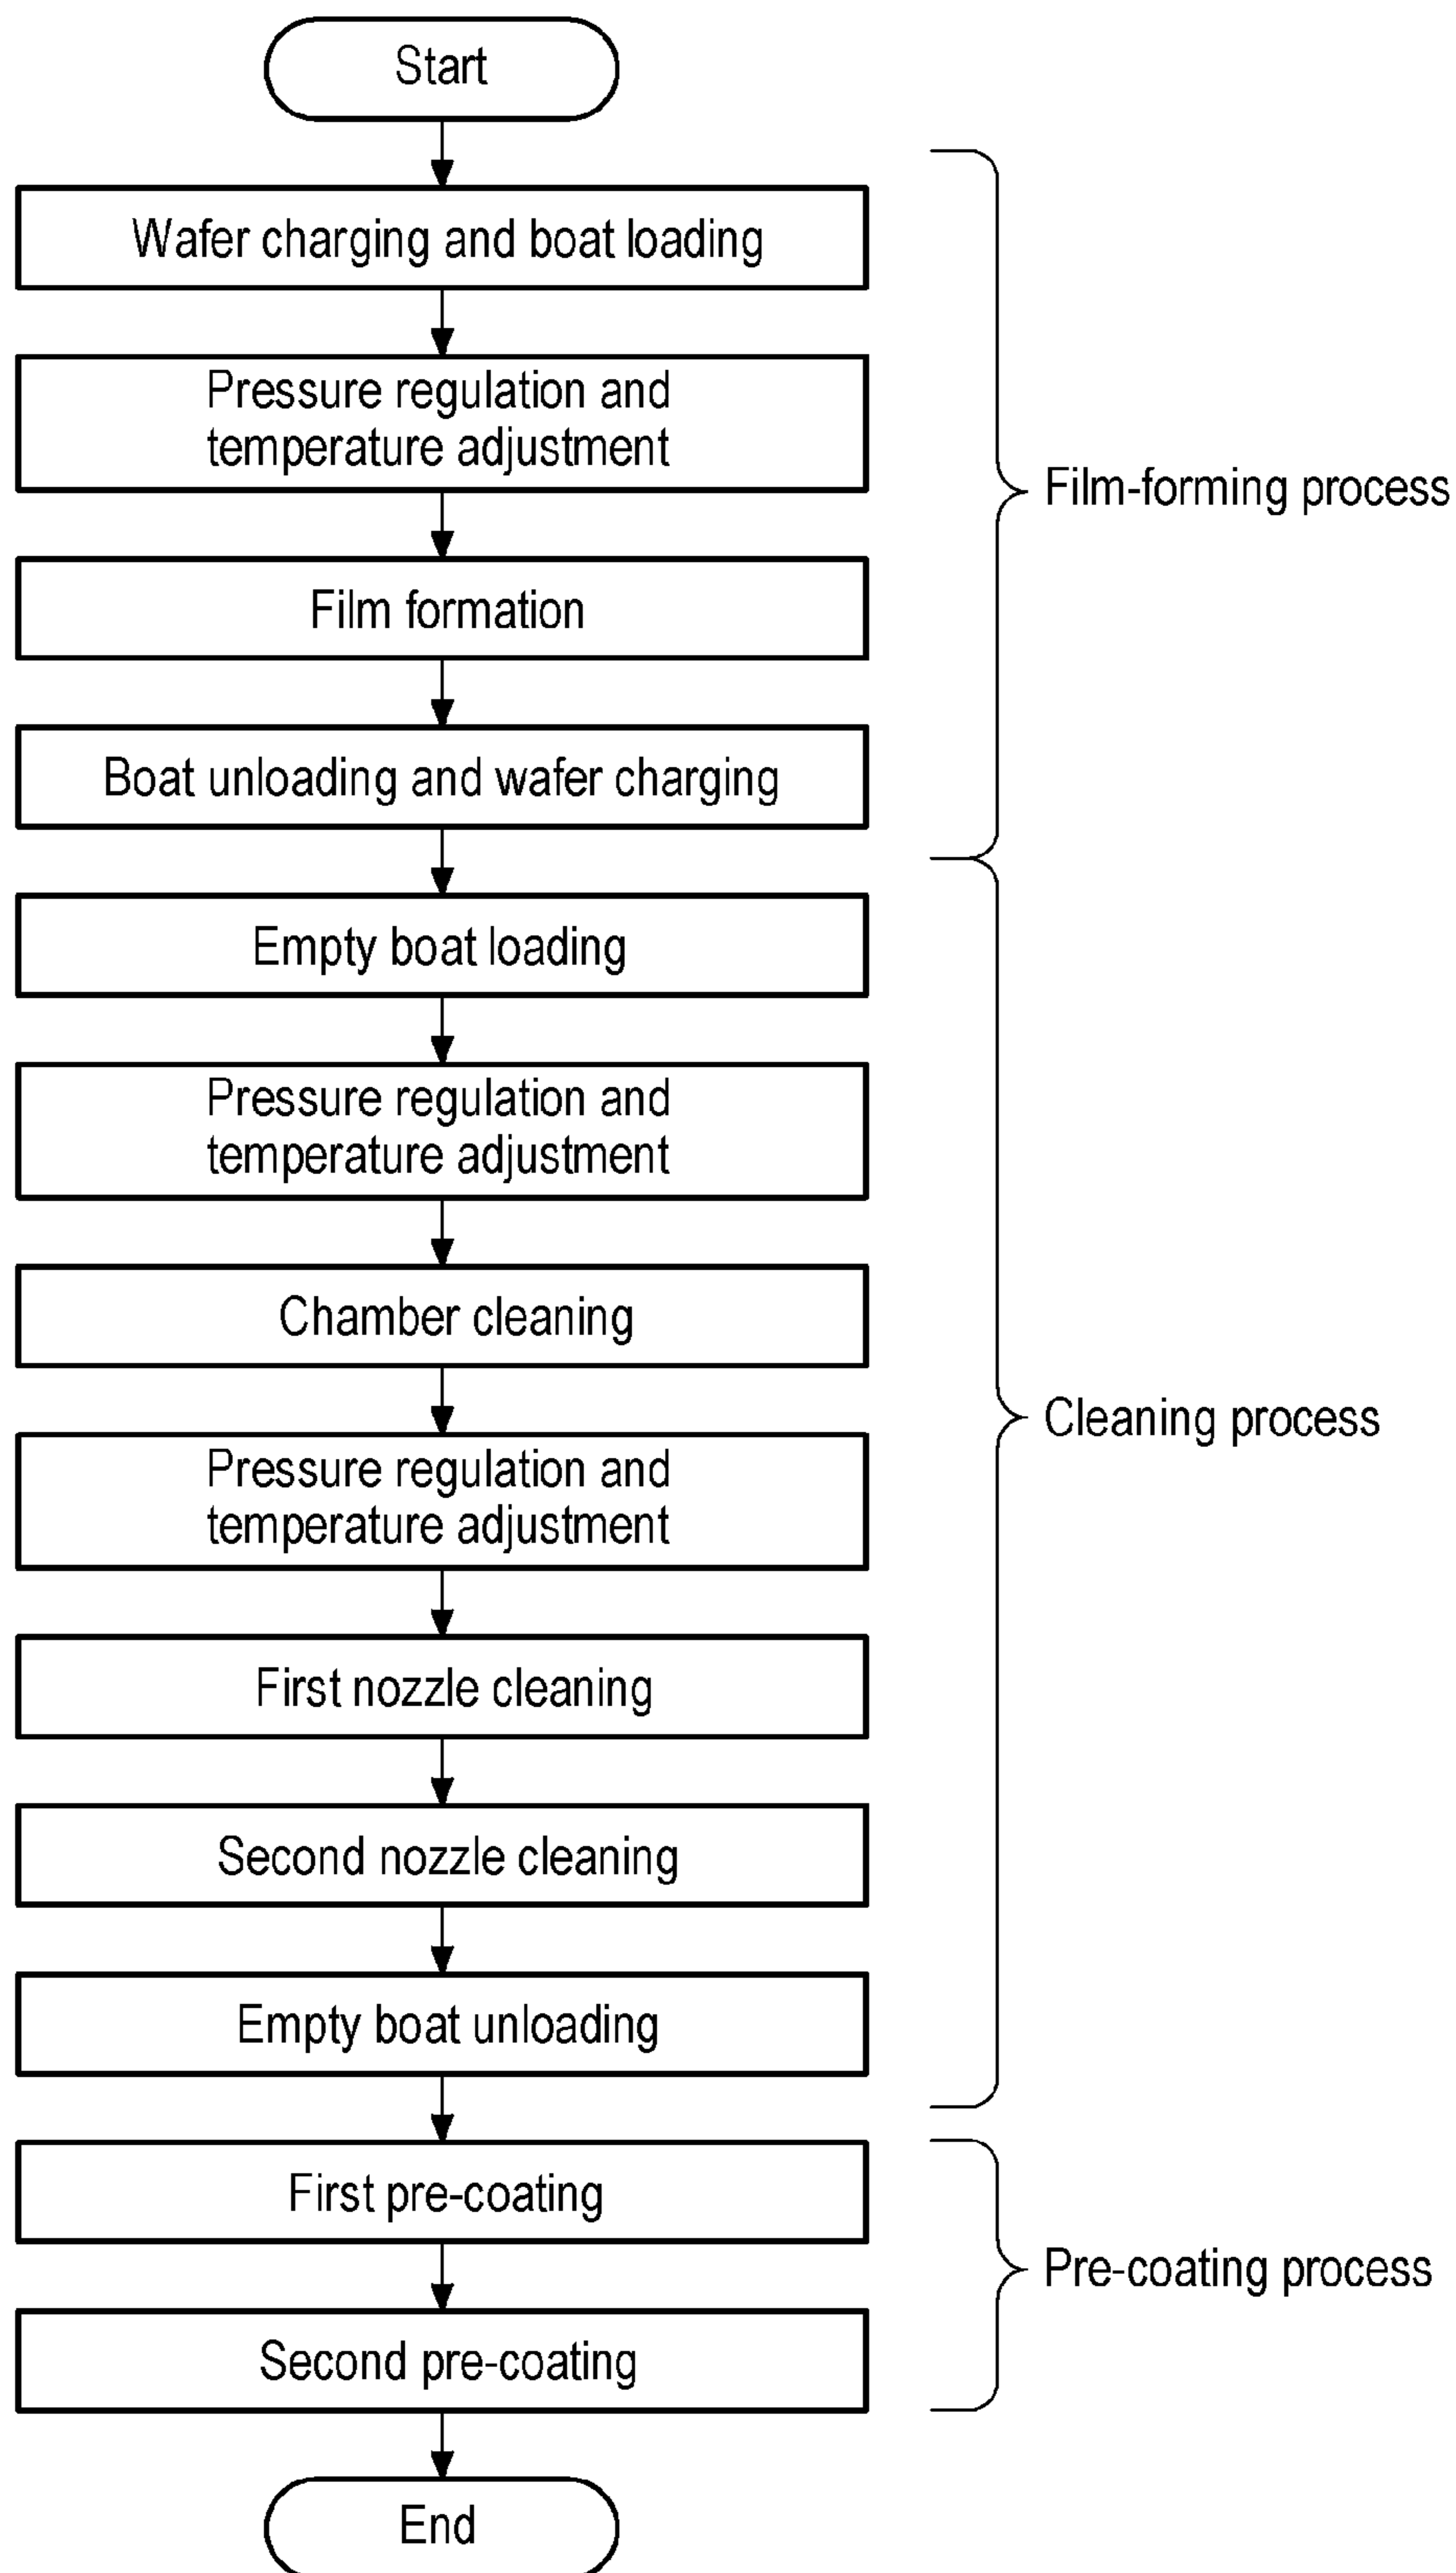 Start
Wafer charging and boat loading
Pressure regulation and
temperature adjustment
Film-forming process
Film formation
Boat unloading and wafer charging
Empty boat loading
Pressure regulation and
temperature adjustment
Chamber cleaning
Cleaning process
Pressure regulation and
temperature adjustment
First nozzle cleaning
Second nozzle cleaning
Empty boat unloading
First pre-coating
Pre-coating process
Second pre-coating
End